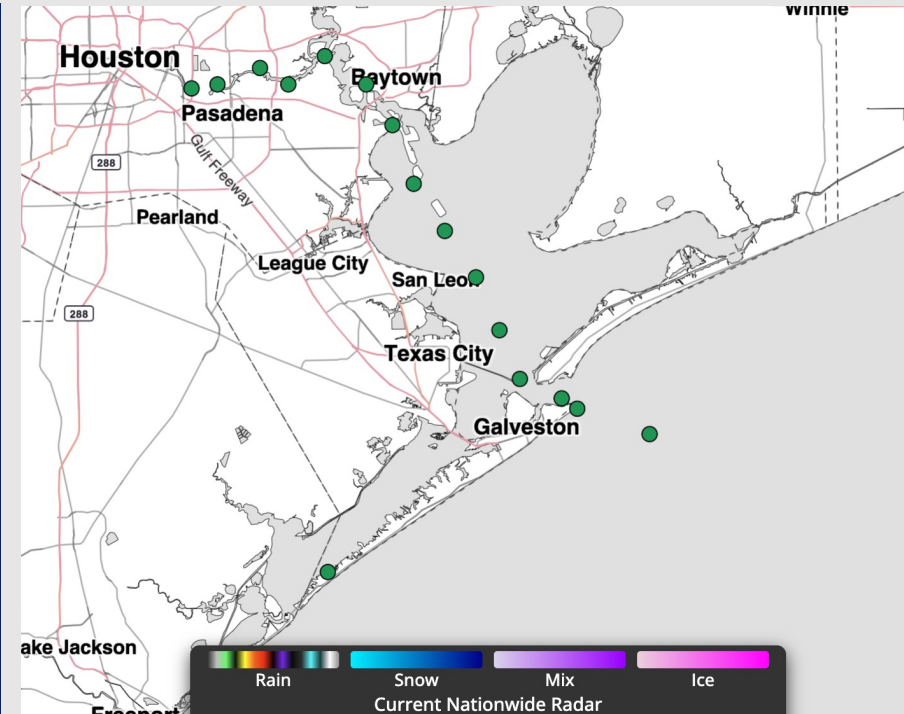 Winnie
Houston
Baytown
Pasadena
288
Gulf Freeway
Pearland
League City
San Leon
288
Texas City
Galveston
ake Jackson
Freeport
Rain
Snow
Mix
Ice
Current Nationwide Radar